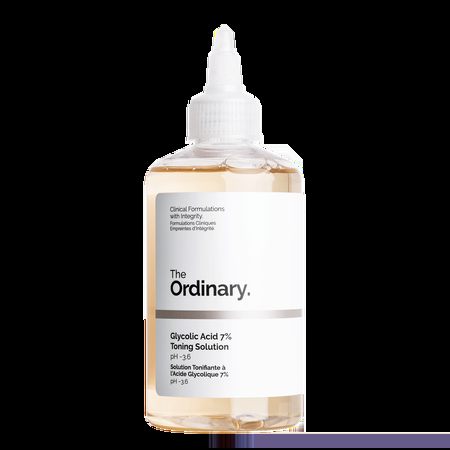 Clinical Formulations
with Integrity.
Formulations Cliniques
Empreintes d'Intégrité
The
Ordinary.
Glycolic Acid 7%
Toning Solution
pH ~3.6
Solution Tonifiante à
l'Acide Glycolique 7%
pH ~3.6